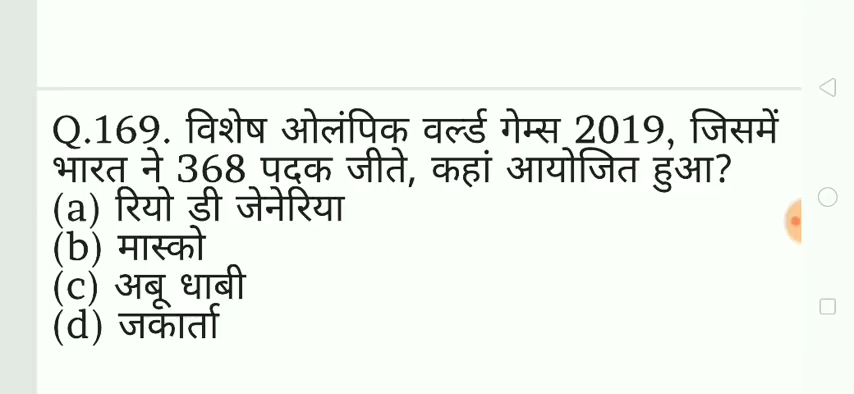 Q.169. विशेष ओलंपिक वर्ल्ड गेम्स 2019, जिसमें
भारत ने 368 पदक जीते, कहां आयोजित हुआ?
(a) रियो डी जेनेरिया
(b) मास्को
(c) अबू धाबी
(d) जकार्ता